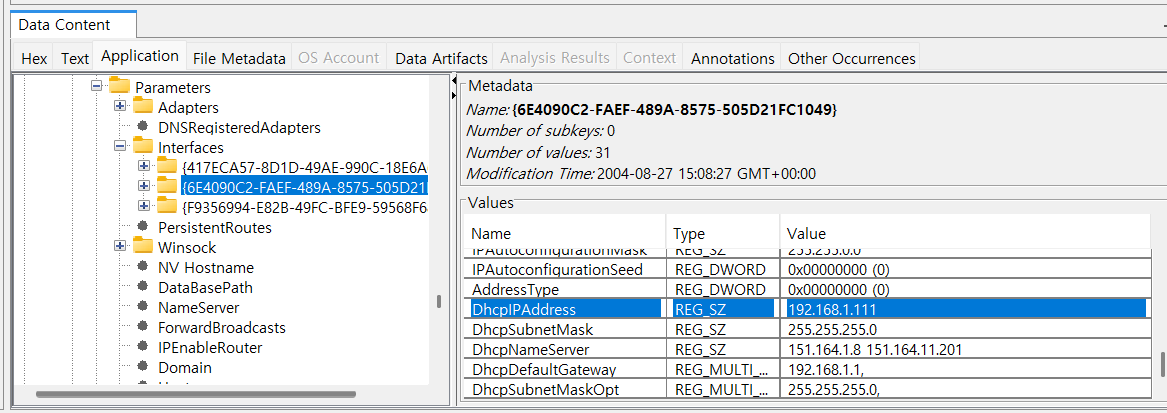 Data Content
Hex Text Application File Metadata OS Account Data Artifacts Analysis Results Context Annotations Other Occurrences
Parameters
Adapters
DNSRegisteredAdapters
Interfaces
{417ECA57-8D1D-49AE-990C-18E6A
{6E4090C2-FAEF-489A-8575-505D21
{F9356994-E82B-49FC-BFE9-59568F6
PersistentRoutes
Winsock
NV Hostname
DataBasePath
NameServer
ForwardBroadcasts
IPEnableRouter
Domain
Metadata
Name: {6E4090C2-FAEF-489A-8575-505D21FC1049}
Number of subkeys: 0
Number of values: 31
Modification Time: 2004-08-27 15:08:27 GMT+00:00
Values
Name Type Value
IPAutoconfigurationMask REG_SZ 255.255.0.0
IPAutoconfigurationSeed REG_DWORD 0x00000000 (0)
AddressType REG_DWORD 0x00000000 (0)
DhcpIPAddress REG_SZ 192.168.1.111
DhcpSubnetMask REG_SZ 255.255.255.0
DhcpNameServer REG_SZ 151.164.1.8 151.164.11.201
DhcpDefaultGateway REG_MULTI_... 192.168.1.1,
DhcpSubnetMaskOpt REG_MULTI_... 255.255.255.0,